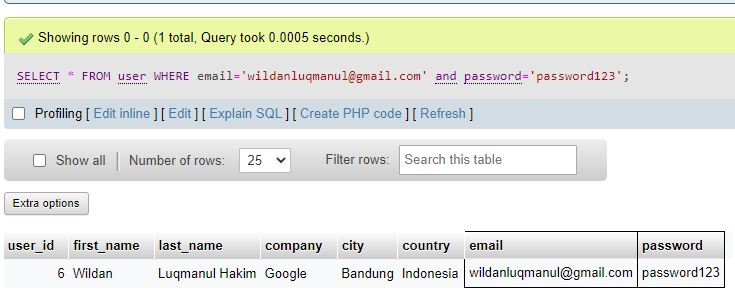 Showing rows 0 - 0 (1 total, Query took 0.0005 seconds.)
SELECT * FROM user WHERE email='wildanluqmanul@gmail.com' and password='password123';
Profiling [ Edit inline ] [ Edit ] [ Explain SQL ] [ Create PHP code ] [ Refresh ]
Show all Number of rows: 25 Filter rows: Search this table
Extra options
user_id first_name last_name company city country email password
6 Wildan Luqmanul Hakim Google Bandung Indonesia wildanluqmanul@gmail.com password123